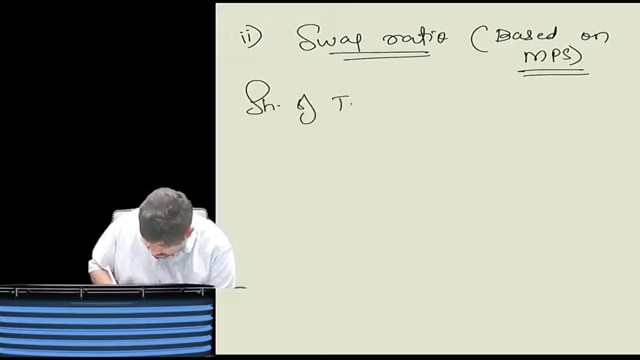 ii) Swap ratio (Based on
MPS)
Sh. of T.